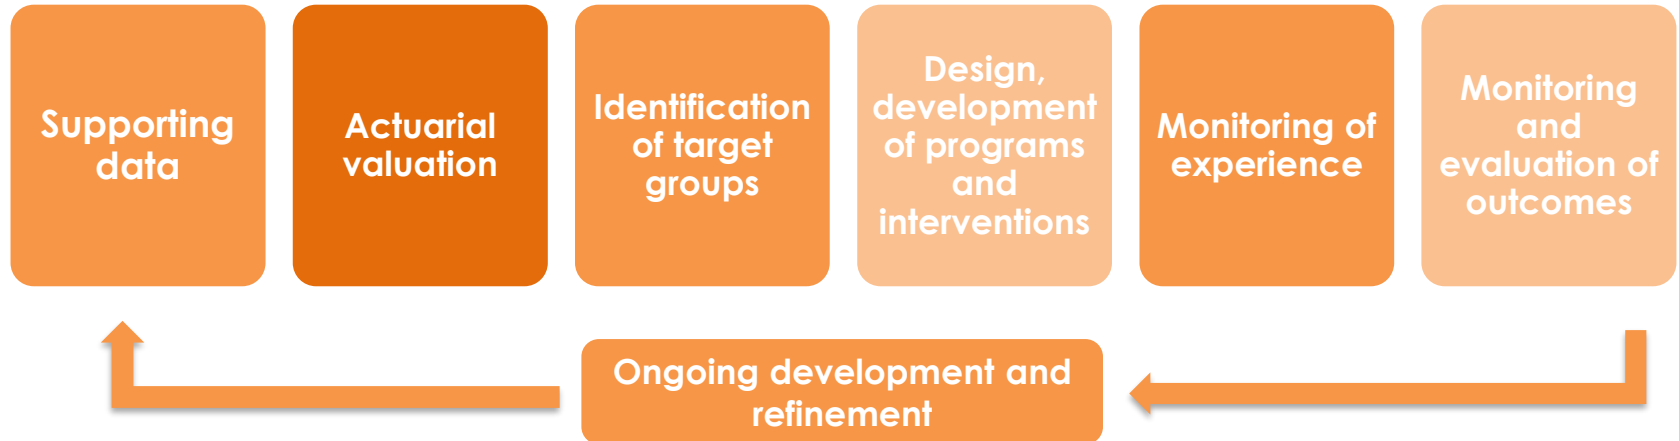 Supporting
data
Actuarial
valuation
Identification
of target
groups
Design,
development
of programs
and
interventions
Monitoring of
experience
Monitoring
and
evaluation of
outcomes
Ongoing development and
refinement